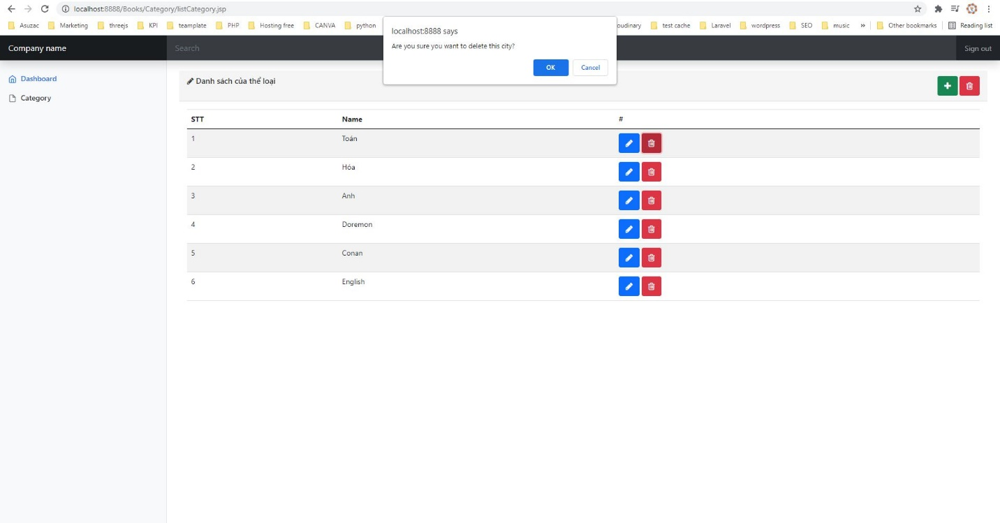 localhost:8888/Books/Category/listCategory.jsp
Asuzac Marketing threejs KPI teamplate PHP Hosting free CANVA python oudinary test cache Laravel wordpress SEO music » Other bookmarks Reading list
localhost:8888 says
Are you sure you want to delete this city?
OK Cancel
Company name Search Sign out
Dashboard
Category
Danh sách của thể loại
STT Name #
1 Toán
2 Hóa
3 Anh
4 Doremon
5 Conan
6 English